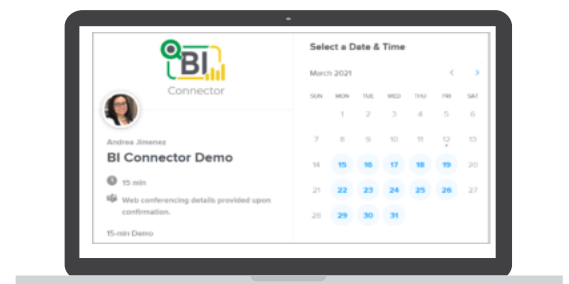 BI
Connector
Andrea Jimenez
BI Connector Demo
15 min
Web conferencing details provided upon
confirmation.
15-min Demo
Select a Date & Time
March 2021
SUN MON TUE WED THU FRI SAT
1 2 3 4 5 6
7 8 9 10 11 12 13
14 15 16 17 18 19 20
21 22 23 24 25 26 27
28 29 30 31